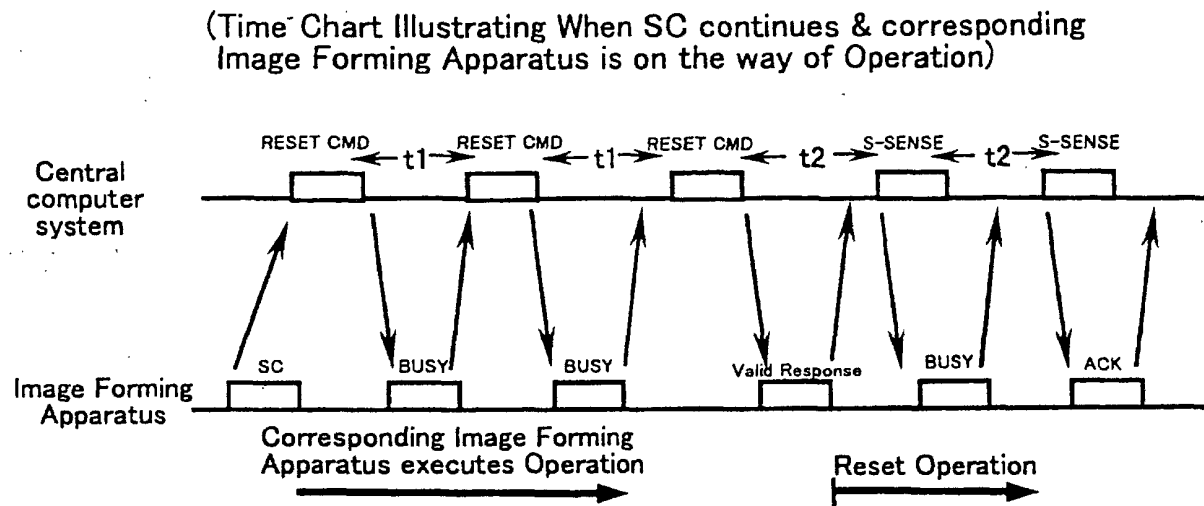 (Time Chart Illustrating When SC continues & corresponding
Image Forming Apparatus is on the way of Operation)
RESET CMD t1 RESET CMD t1 RESET CMD t2 S-SENSE t2 S-SENSE
Central
computer
system
SC BUSY BUSY Valid Response BUSY ACK
Image Forming
Apparatus
Corresponding Image Forming
Apparatus executes Operation
Reset Operation